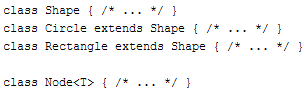 class Shape { /* ... */ }
class Circle extends Shape { /* ... */ }
class Rectangle extends Shape { /* ... */ }
class Node<T> { /* ... */ }